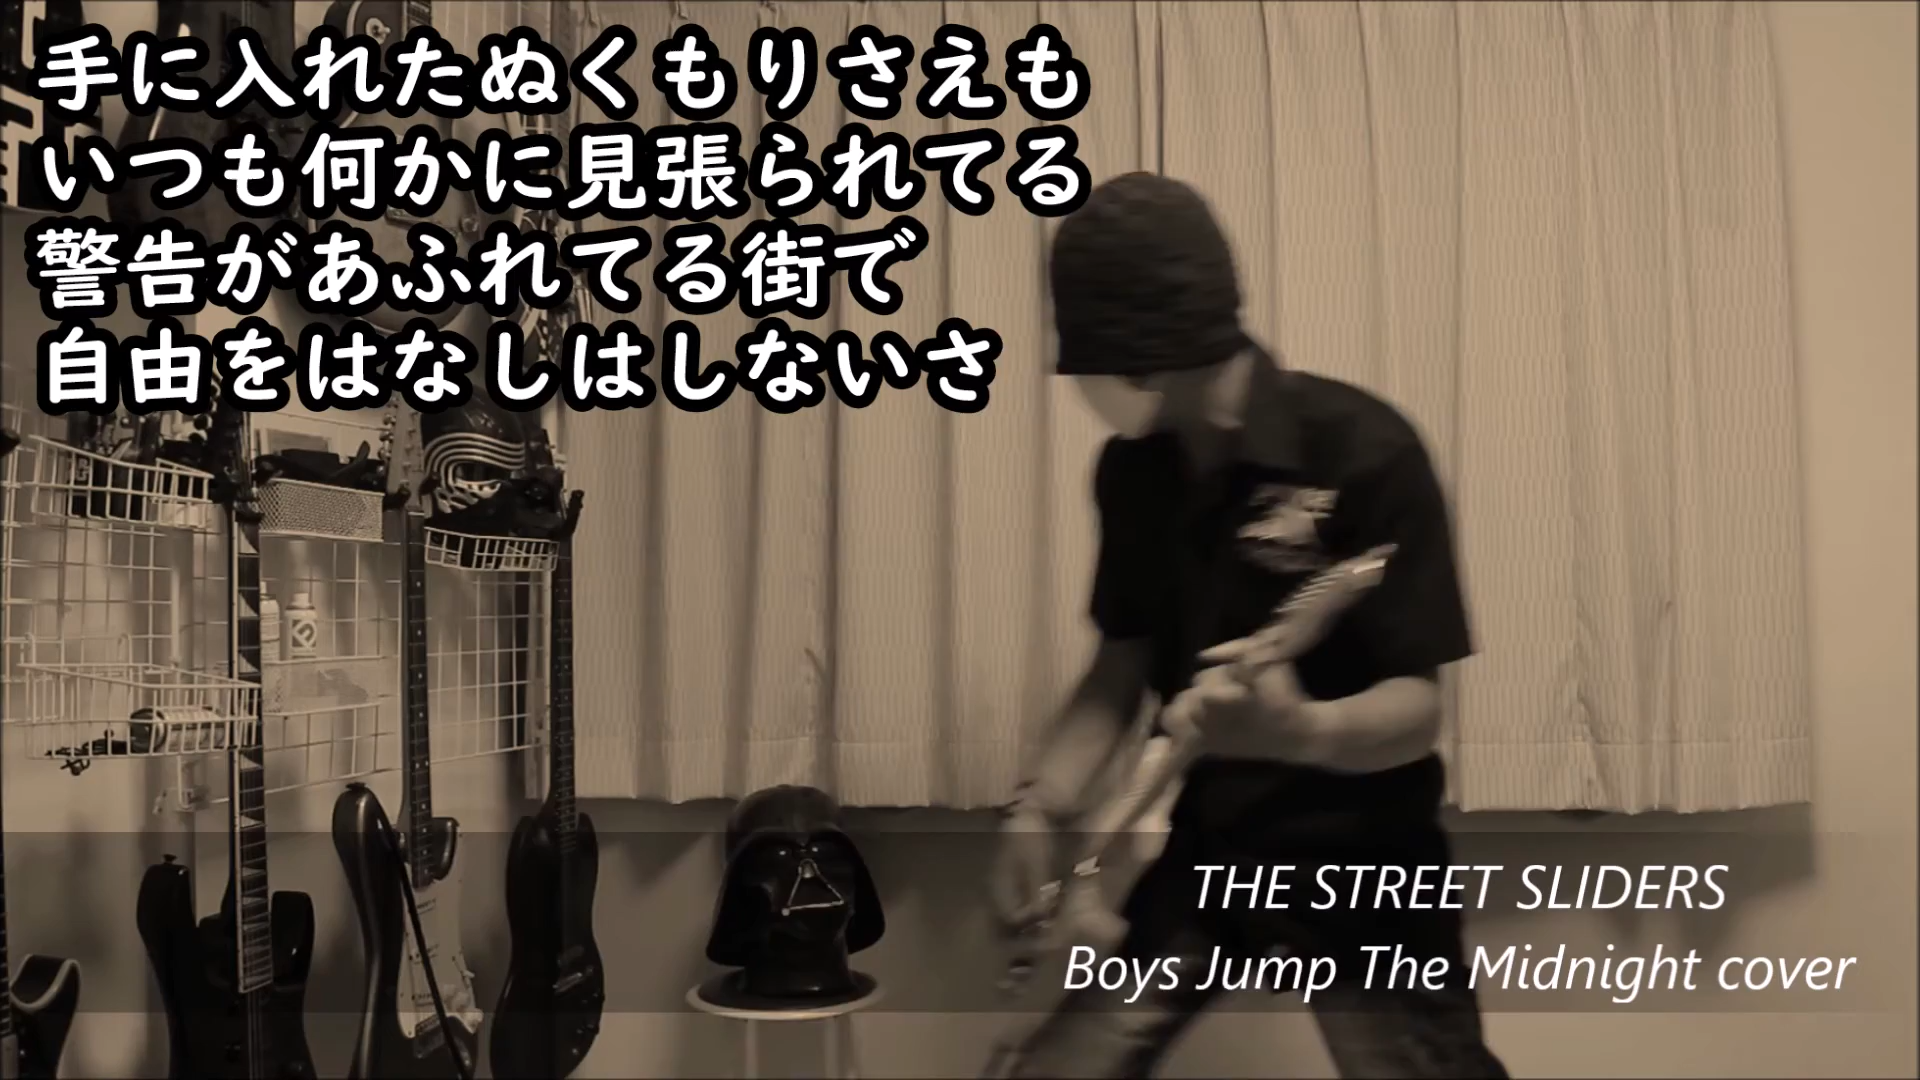 手に入れたぬくもりさえも
いつも何かに見張られてる
警告があふれてる街で
自由をはなしはしないさ
THE STREET SLIDERS
Boys Jump The Midnight cover